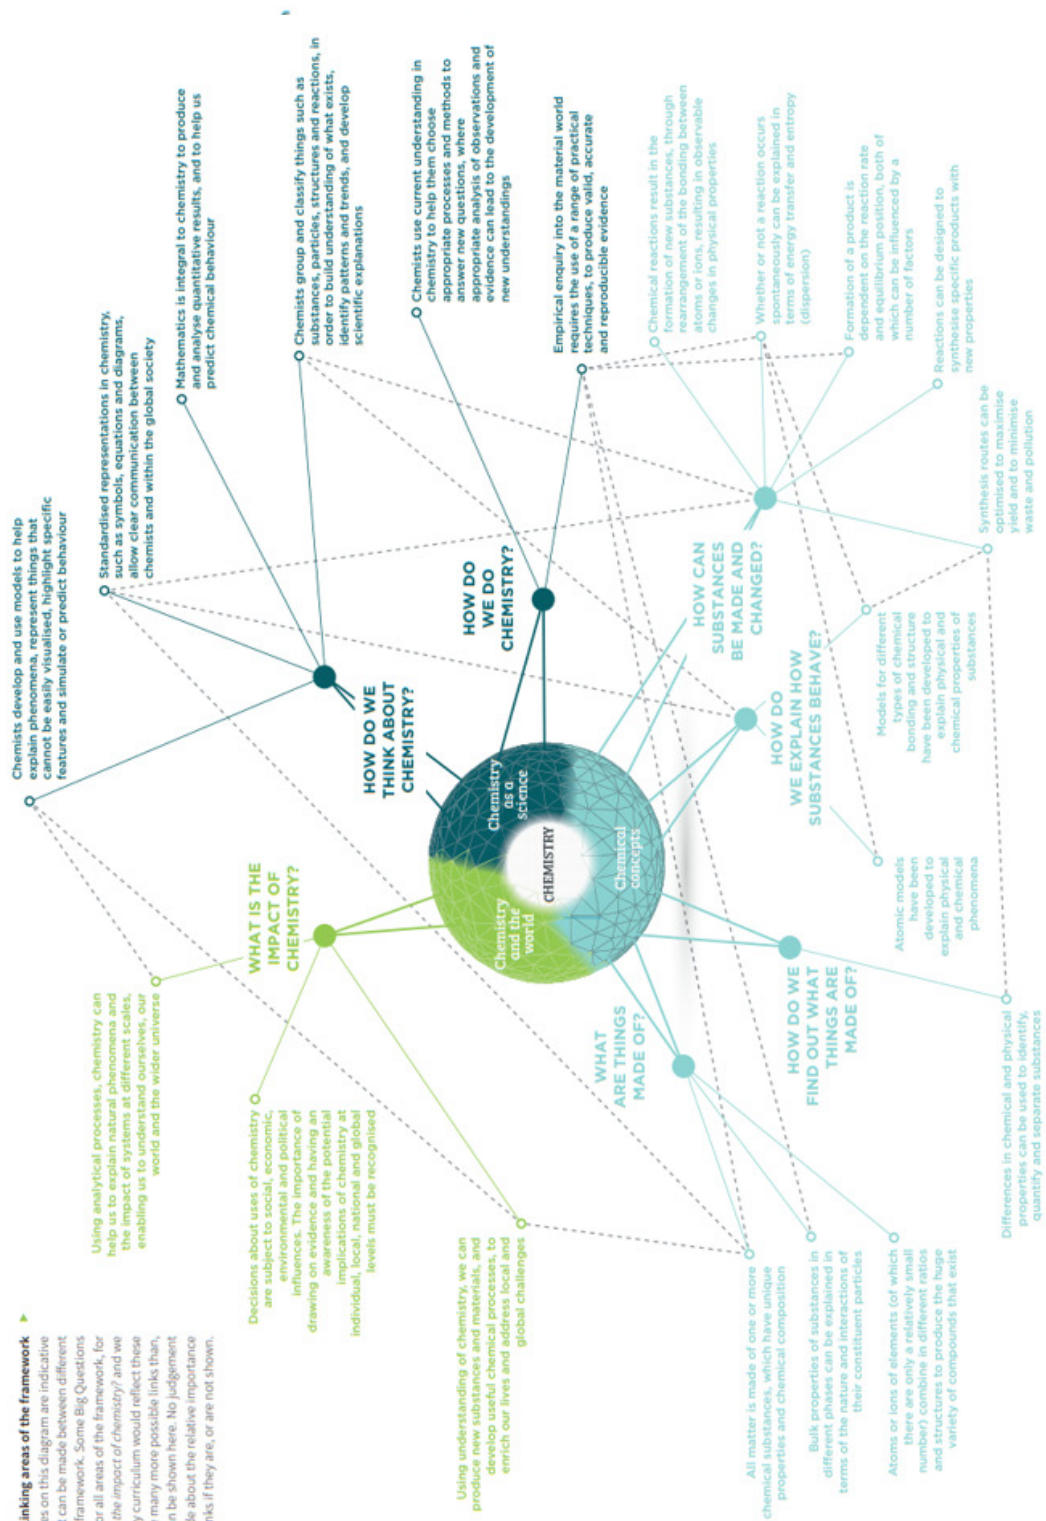 inking areas of the framework
es on this diagram are indicative
can be made between different
framework. Some Big Questions
or all areas of the framework, for
the impact of chemistry? and we
y curriculum would reflect these
many more possible links than,
n be shown here. No judgement
le about the relative importance
nks if they are, or are not shown.
Using analytical processes, chemistry can
help us to explain natural phenomena and
the impact of systems at different scales,
enabling us to understand ourselves, our
world and the wider universe
Decisions about uses of chemistry
are subject to social, economic,
environmental and political
influences. The importance of
drawing on evidence and having an
awareness of the potential
implications of chemistry at
individual, local, national and global
levels must be recognised
Using understanding of chemistry, we can
produce new substances and materials, and
develop useful chemical processes, to
enrich our lives and address local and
global challenges
WHAT IS THE
IMPACT OF
CHEMISTRY?
Chemists develop and use models to help
explain phenomena, represent things that
cannot be easily visualised, highlight specific
features and simulate or predict behaviour
Standardised representations in chemistry,
such as symbols, equations and diagrams,
allow clear communication between
chemists and within the global society
Mathematics is integral to chemistry to produce
and analyse quantitative results, and to help us
predict chemical behaviour
Chemists group and classify things such as
substances, particles, structures and reactions, in
order to build understanding of what exists,
identify patterns and trends, and develop
scientific explanations
HOW DO WE
THINK ABOUT
CHEMISTRY?
Chemists use current understanding in
chemistry to help them choose
appropriate processes and methods to
answer new questions, where
appropriate analysis of observations and
evidence can lead to the development of
new understandings
Empirical enquiry into the material world
requires the use of a range of practical
techniques, to produce valid, accurate
and reproducible evidence
HOW DO
WE DO
CHEMISTRY?
Chemistry
and the
world
Chemistry
as a
science
CHEMISTRY
Chemical
concepts
WHAT
ARE THINGS
MADE OF?
All matter is made of one or more
chemical substances, which have unique
properties and chemical composition
Bulk properties of substances in
different phases can be explained in
terms of the nature and interactions of
their constituent particles
Atoms or ions of elements (of which
there are only a relatively small
number) combine in different ratios
and structures to produce the huge
variety of compounds that exist
HOW DO WE
FIND OUT WHAT
THINGS ARE
MADE OF?
Differences in chemical and physical
properties can be used to identify,
quantify and separate substances
HOW DO
WE EXPLAIN HOW
SUBSTANCES BEHAVE?
Atomic models
have been
developed to
explain physical
and chemical
phenomena
Models for different
types of chemical
bonding and structure
have been developed to
explain physical and
chemical properties of
substances
HOW CAN
SUBSTANCES
BE MADE AND
CHANGED?
Chemical reactions result in the
formation of new substances, through
rearrangement of the bonding between
atoms or ions, resulting in observable
changes in physical properties
Whether or not a reaction occurs
spontaneously can be explained in
terms of energy transfer and entropy
(dispersion)
Formation of a product is
dependent on the reaction rate
and equilibrium position, both of
which can be influenced by a
number of factors
Reactions can be designed to
synthesise specific products with
new properties
Synthesis routes can be
optimised to maximise
yield and to minimise
waste and pollution